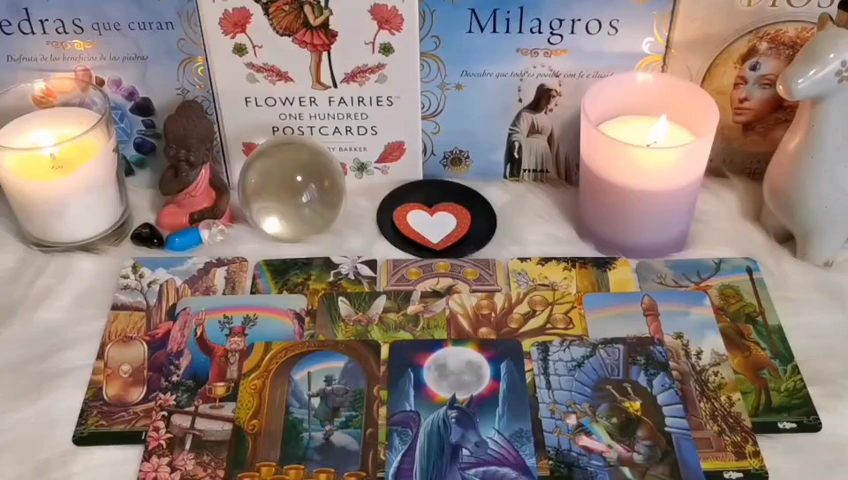 edras que curan
Disfruta de los beneficios de las piedras
FLOWER FAIRIES™
ONE HUNDRED
POSTCARDS
BARKER
Milagros
Descubre que todo es posible con fe e